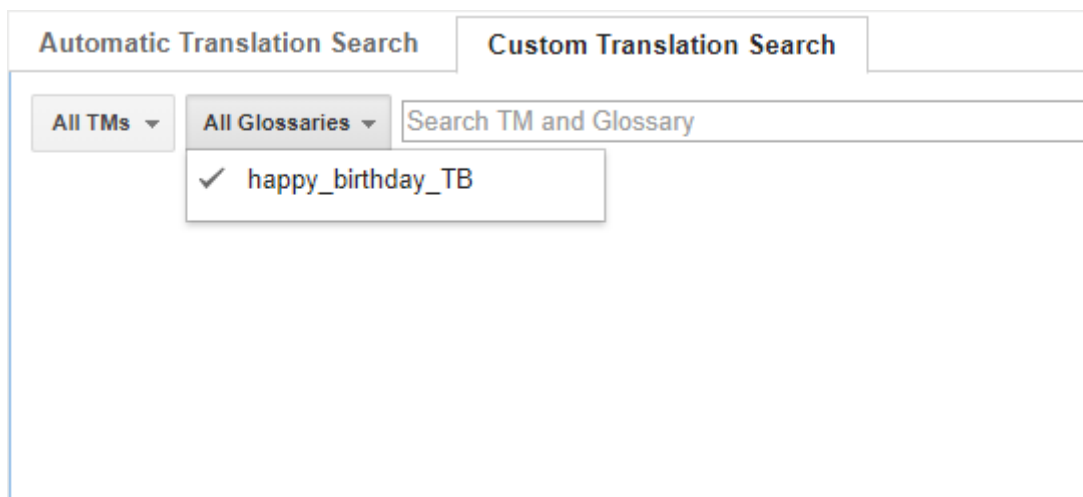 Automatic Translation Search
Custom Translation Search
All TMs
All Glossaries
Search TM and Glossary
happy_birthday_TB